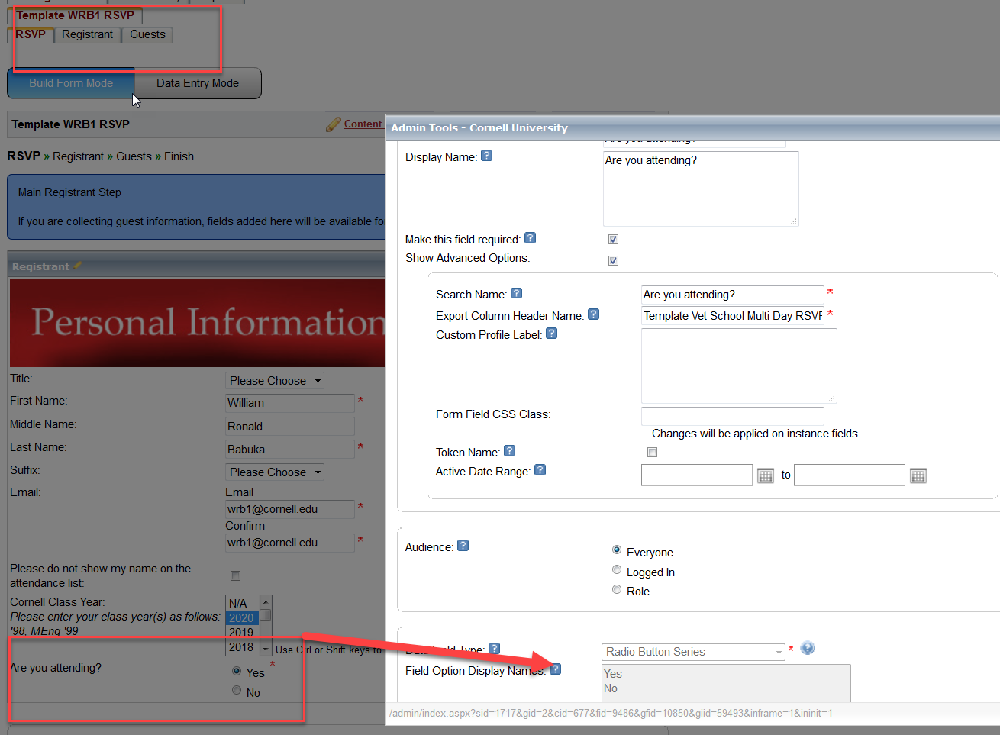 Template WRB1 RSVP
RSVP Registrant Guests
Build Form Mode Data Entry Mode
Template WRB1 RSVP Content
RSVP » Registrant » Guests » Finish
Main Registrant Step
If you are collecting guest information, fields added here will be available for
Registrant
Personal Information
Title: Please Choose
First Name: William *
Middle Name: Ronald
Last Name: Babuka *
Suffix: Please Choose
Email: Email
wrb1@cornell.edu *
Confirm
wrb1@cornell.edu *
Please do not show my name on the
attendance list:
Cornell Class Year: N/A
Please enter your class year(s) as follows: 2020
'98, MEng '99 2019
2018 Use Ctrl or Shift keys to
Are you attending? Yes *
No
Admin Tools - Cornell University
Are you attending?
Display Name: ? Are you attending?
Make this field required: ?
Show Advanced Options:
Search Name: ? Are you attending? *
Export Column Header Name: ? Template Vet School Multi Day RSVP *
Custom Profile Label: ?
Form Field CSS Class:
Changes will be applied on instance fields.
Token Name: ?
Active Date Range: ? to
Audience: ? Everyone
Logged In
Role
Data Field Type: ? Radio Button Series * ?
Field Option Display Names: ? Yes
No
/admin/index.aspx?sid=1717&gid=2&cid=677&fid=9486&gfid=10850&giid=59493&inframe=1&ininit=1